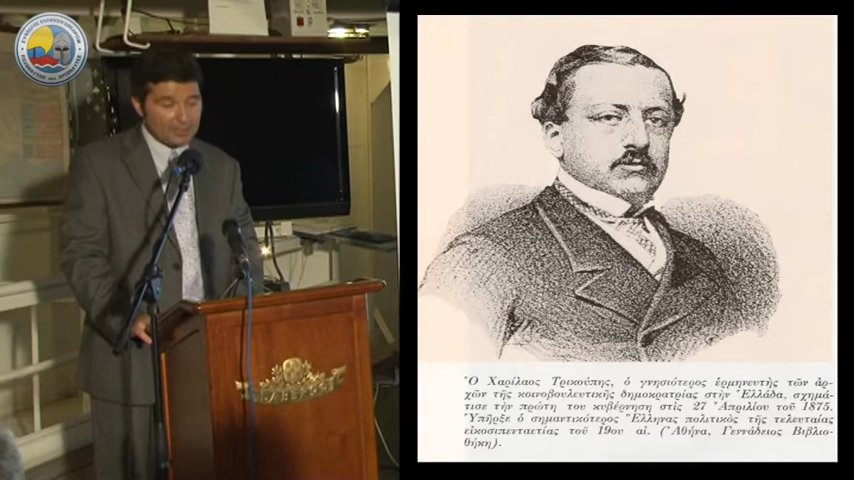 Ὁ Χαρίλαος Τρικούπης, ὁ γνησιότερος ἑρμηνευτὴς τῶν ἀρ-
χῶν τῆς κοινοβουλευτικῆς δημοκρατίας στὴν Ἑλλάδα, σχημά-
τισε τὴν πρώτη του κυβέρνηση στὶς 27 Ἀπριλίου τοῦ 1875.
Ὑπῆρξε ὁ σημαντικότερος Ἕλληνας πολιτικὸς τῆς τελευταίας
εἰκοσιπενταετίας τοῦ 19ου αἰ. (Ἀθήνα, Γεννάδειος Βιβλιο-
θήκη).